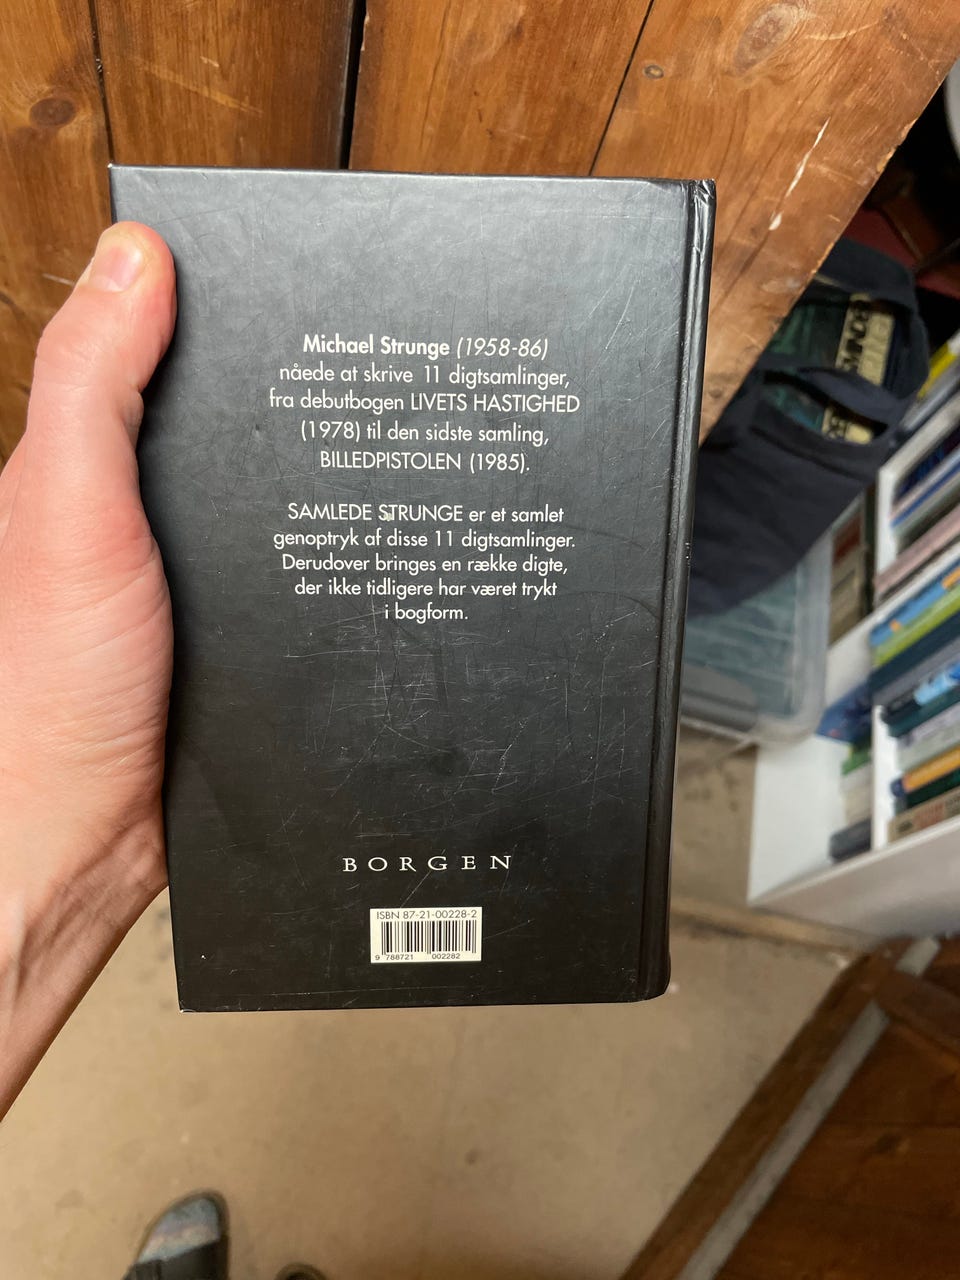 Michael Strunge (1958-86)
nåede at skrive 11 digtsamlinger,
fra debutbogen LIVETS HASTIGHED
(1978) til den sidste samling,
BILLEDPISTOLEN (1985).
SAMLEDE STRUNGE er et samlet
genoptryk af disse 11 digtsamlinger.
Derudover bringes en række digte,
der ikke tidligere har været trykt
i bogform.
BORGEN
ISBN 87-21-00228-2
9 788721 002282